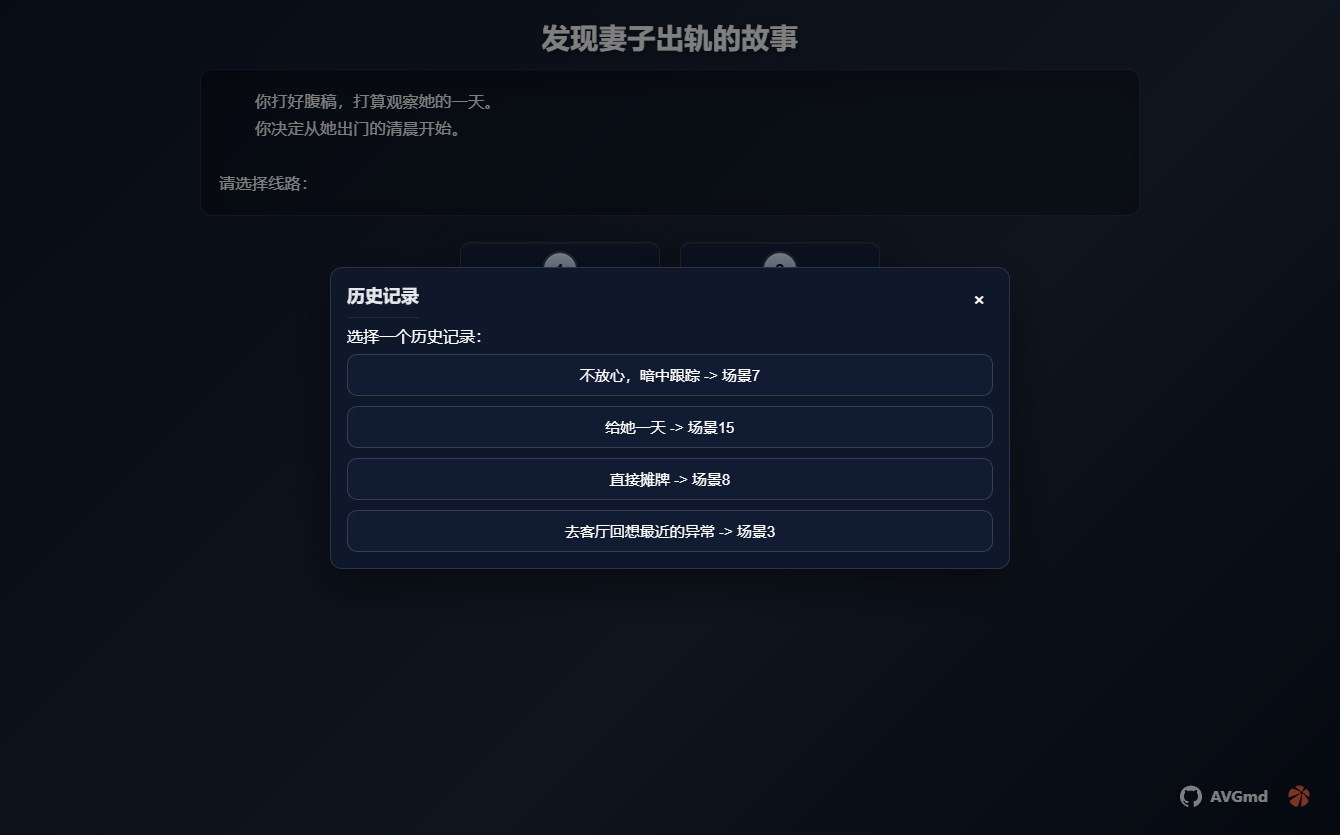 发现妻子出轨的故事
你打好腹稿，打算观察她的一天。
你决定从她出门的清晨开始。
请选择线路：
历史记录
×
选择一个历史记录：
不放心，暗中跟踪 -> 场景7
给她一天 -> 场景15
直接摊牌 -> 场景8
去客厅回想最近的异常 -> 场景3
AVGmd